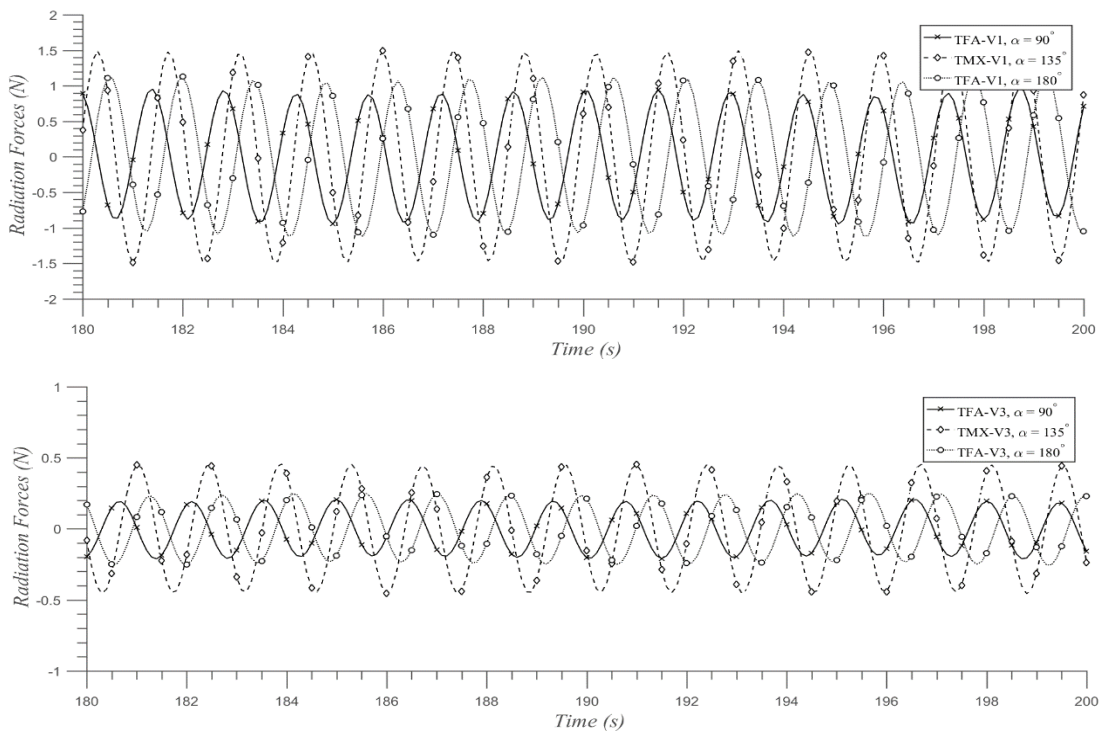 2
1.5
1
0.5
0
-0.5
-1
-1.5
-2
Radiation Forces (N)
TFA-V1, α = 90°
TMX-V1, α = 135°
TFA-V1, α = 180°
180 182 184 186 188 190 192 194 196 198 200
Time (s)
1
0.5
0
-0.5
-1
Radiation Forces (N)
TFA-V3, α = 90°
TMX-V3, α = 135°
TFA-V3, α = 180°
180 182 184 186 188 190 192 194 196 198 200
Time (s)